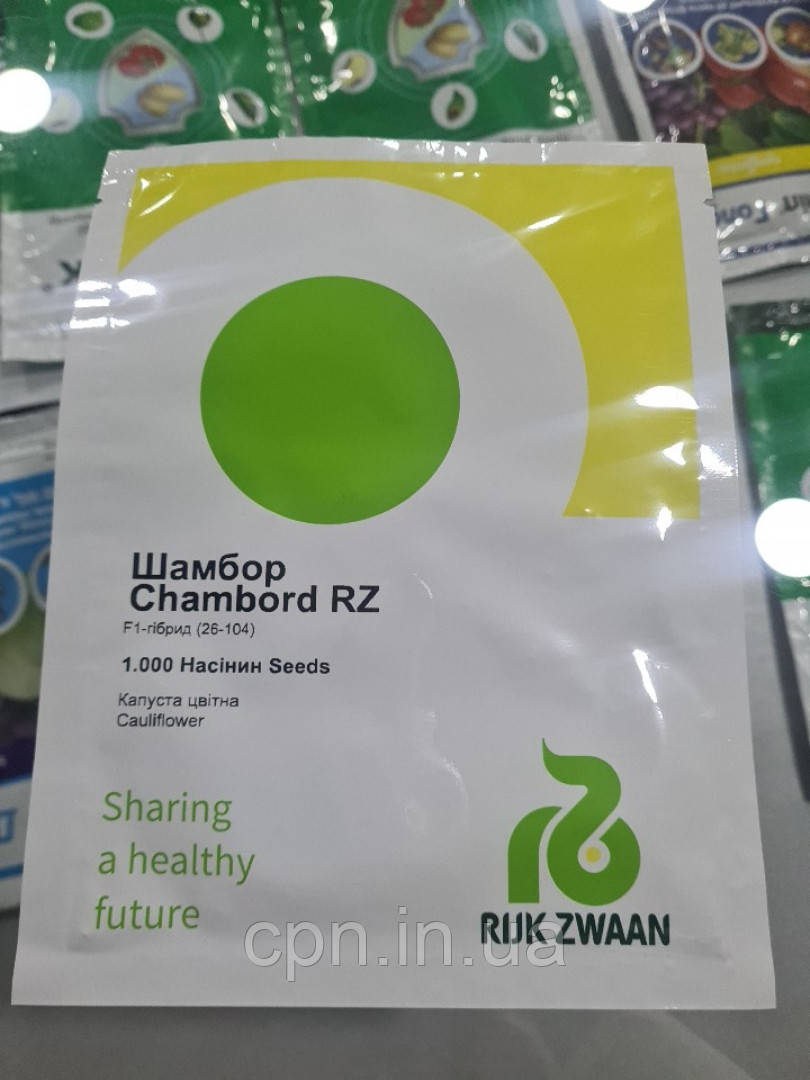 Шамбор
Chambord RZ
F1-гібрид (26-104)
1.000 Насінин Seeds
Капуста цвітна
Cauliflower
Sharing
a healthy
future
RIJK ZWAAN
cpn.in.ua